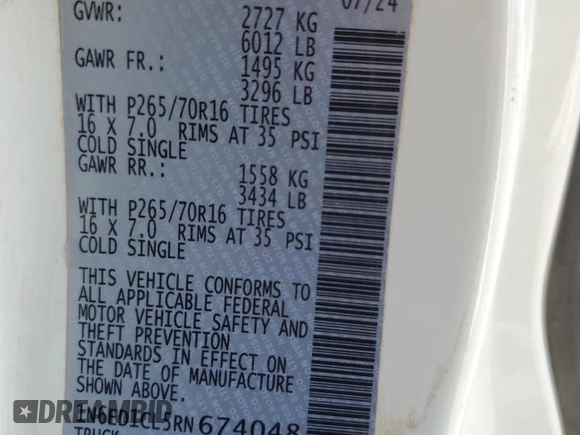 07/24
GVWR: 2727 KG
6012 LB
GAWR FR.: 1495 KG
3296 LB
WITH P265/70R16 TIRES
16 X 7.0 RIMS AT 35 PSI
COLD SINGLE
GAWR RR.: 1558 KG
3434 LB
WITH P265/70R16 TIRES
16 X 7.0 RIMS AT 35 PSI
COLD SINGLE
THIS VEHICLE CONFORMS TO
ALL APPLICABLE FEDERAL
MOTOR VEHICLE SAFETY AND
THEFT PREVENTION
STANDARDS IN EFFECT ON
THE DATE OF MANUFACTURE
SHOWN ABOVE.
1N6ED1CL5RN674048
TRUCK
DREAMBID